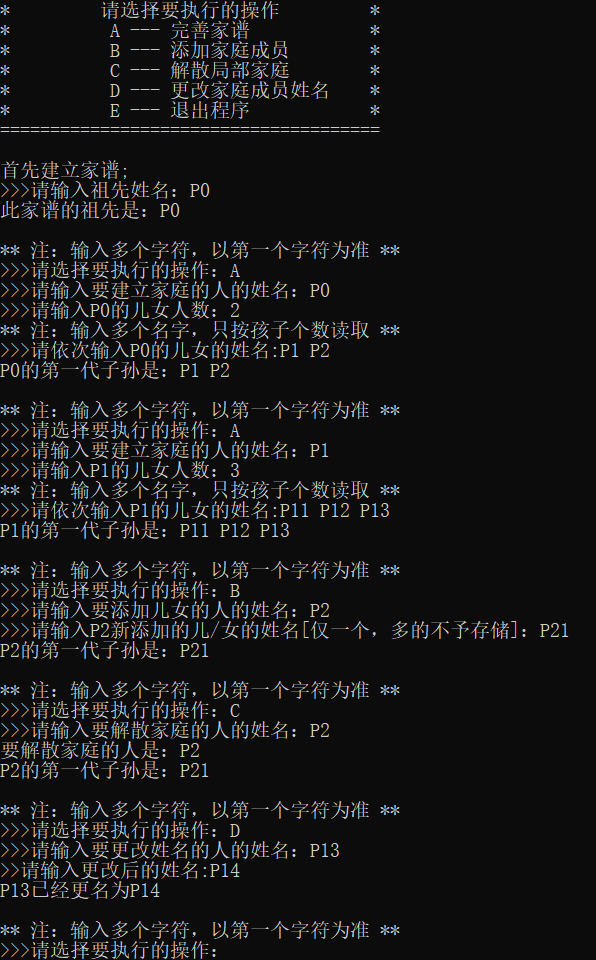 *         请选择要执行的操作         *
*          A --- 完善家谱            *
*          B --- 添加家庭成员        *
*          C --- 解散局部家庭        *
*          D --- 更改家庭成员姓名    *
*          E --- 退出程序            *
======================================
首先建立家谱;
>>>请输入祖先姓名：P0
此家谱的祖先是：P0
** 注：输入多个字符，以第一个字符为准 **
>>>请选择要执行的操作：A
>>>请输入要建立家庭的人的姓名：P0
>>>请输入P0的儿女人数：2
** 注：输入多个名字，只按孩子个数读取 **
>>>请依次输入P0的儿女的姓名:P1 P2
P0的第一代子孙是：P1 P2
** 注：输入多个字符，以第一个字符为准 **
>>>请选择要执行的操作：A
>>>请输入要建立家庭的人的姓名：P1
>>>请输入P1的儿女人数：3
** 注：输入多个名字，只按孩子个数读取 **
>>>请依次输入P1的儿女的姓名:P11 P12 P13
P1的第一代子孙是：P11 P12 P13
** 注：输入多个字符，以第一个字符为准 **
>>>请选择要执行的操作：B
>>>请输入要添加儿女的人的姓名：P2
>>>请输入P2新添加的儿/女的姓名[仅一个，多的不予存储]：P21
P2的第一代子孙是：P21
** 注：输入多个字符，以第一个字符为准 **
>>>请选择要执行的操作：C
>>>请输入要解散家庭的人的姓名：P2
要解散家庭的人是：P2
P2的第一代子孙是：P21
** 注：输入多个字符，以第一个字符为准 **
>>>请选择要执行的操作：D
>>>请输入要更改姓名的人的姓名：P13
>>请输入更改后的姓名:P14
P13已经更名为P14
** 注：输入多个字符，以第一个字符为准 **
>>>请选择要执行的操作：